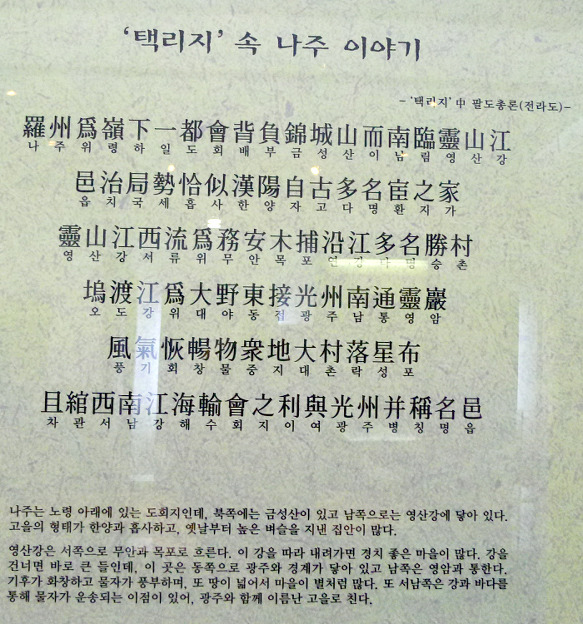 ‘택리지’ 속 나주 이야기
- ‘택리지’ 中 팔도총론(전라도)-
羅州爲嶺下一都會背負錦城山而南臨靈山江
나주위령하일도회배부금성산이남림영산강
邑治局勢恰似漢陽自古多名宦之家
읍치국세흡사한양자고다명환지가
靈山江西流爲務安木捕沿江多名勝村
영산강서류위무안목포연강다명승촌
塢渡江爲大野東接光州南通靈巖
오도강위대야동접광주남통영암
風氣恢暢物衆地大村落星布
풍기회창물중지대촌락성포
且綰西南江海輸會之利與光州并稱名邑
차관서남강해수회지이여광주병칭명읍
나주는 노령 아래에 있는 도회지인데, 북쪽에는 금성산이 있고 남쪽으로는 영산강에 닿아 있다.
고을의 형태가 한양과 흡사하고, 옛날부터 높은 벼슬을 지낸 집안이 많다.
영산강은 서쪽으로 무안과 목포로 흐른다. 이 강을 따라 내려가면 경치 좋은 마을이 많다. 강을
건너면 바로 큰 들인데, 이 곳은 동쪽으로 광주와 경계가 닿아 있고 남쪽은 영암과 통한다.
기후가 화창하고 물자가 풍부하며, 또 땅이 넓어서 마을이 별처럼 많다. 또 서남쪽은 강과 바다를
통해 물자가 운송되는 이점이 있어, 광주와 함께 이름난 고을로 친다.